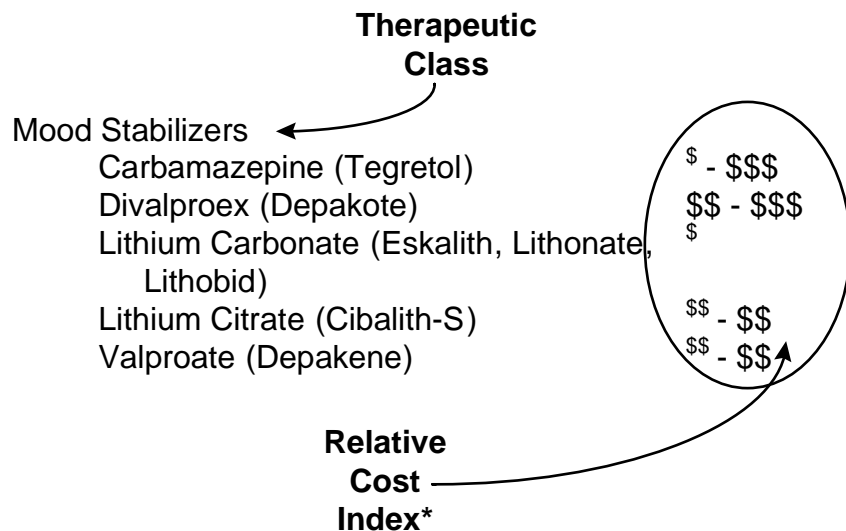 Therapeutic
Class
Mood Stabilizers
Carbamazepine (Tegretol) $ - $$$
Divalproex (Depakote) $$ - $$$
Lithium Carbonate (Eskalith, Lithonate, $
Lithobid)
Lithium Citrate (Cibalith-S) $$ - $$
Valproate (Depakene) $$ - $$
Relative
Cost
Index*